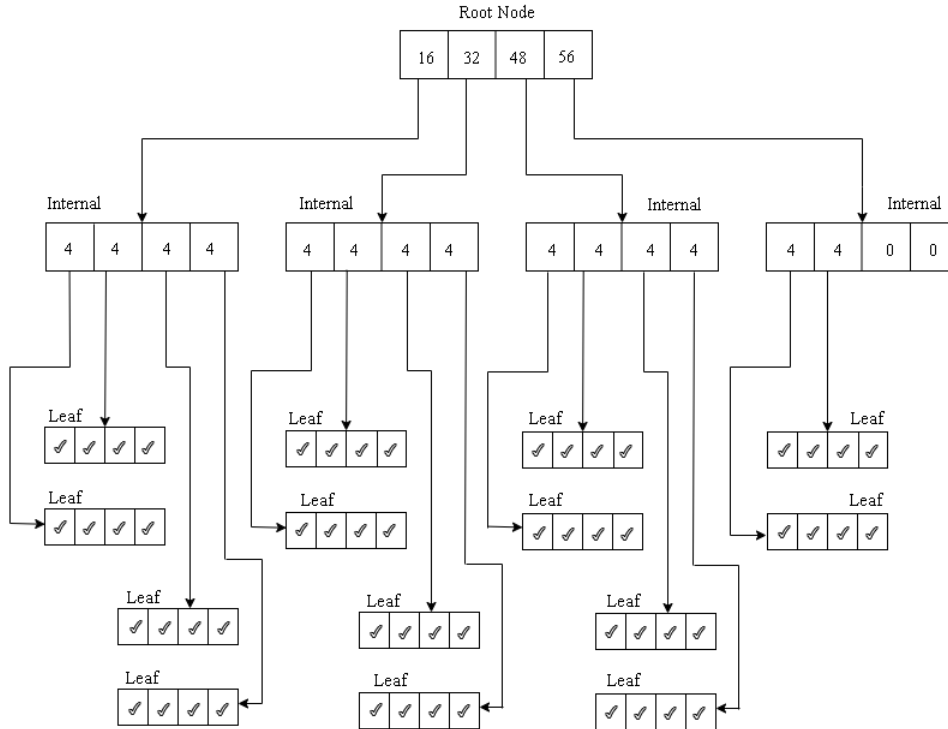 Root Node
16 32 48 56
Internal Internal Internal Internal
4 4 4 4 4 4 4 4 4 4 4 4 4 4 0 0
Leaf Leaf Leaf Leaf
Leaf Leaf Leaf Leaf
Leaf Leaf Leaf
Leaf Leaf Leaf